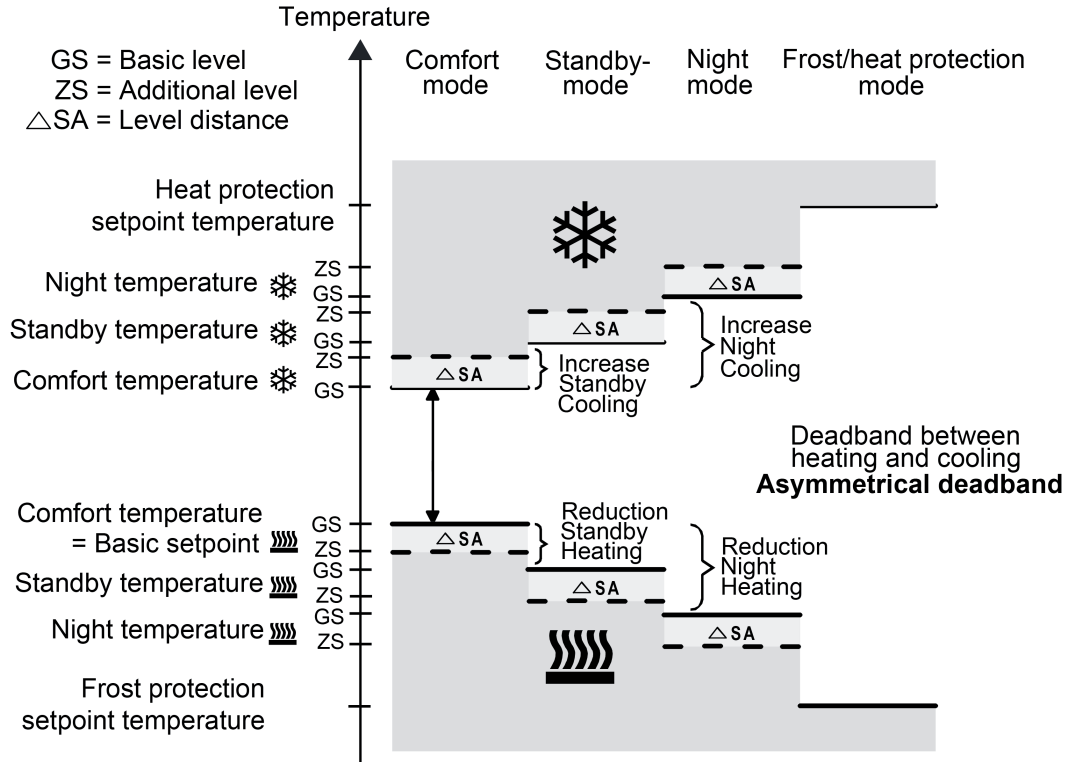 Temperature
GS = Basic level
ZS = Additional level
△SA = Level distance
Comfort
mode
Standby-
mode
Night
mode
Frost/heat protection
mode
Heat protection
setpoint temperature
Night temperature
ZS
GS
△SA
Standby temperature
ZS
GS
△SA
Comfort temperature
ZS
GS
△SA
Increase
Standby
Cooling
Increase
Night
Cooling
Deadband between
heating and cooling
Asymmetrical deadband
Comfort temperature
= Basic setpoint
GS
ZS
△SA
Reduction
Standby
Heating
Reduction
Night
Heating
Standby temperature
GS
ZS
△SA
Night temperature
GS
ZS
△SA
Frost protection
setpoint temperature